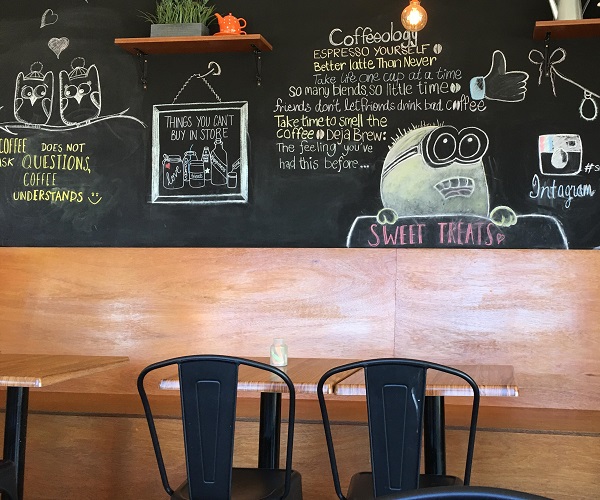 COFFEE DOES NOT
ASK QUESTIONS,
COFFEE
UNDERSTANDS
THINGS YOU CAN'T
BUY IN STORE
Love
Coffeeology
ESPRESSO YOURSELF
Better latte Than Never
Take life one cup at a time
so many blends, so little time
friends don't let friends drink bad coffee
Take time to smell the
coffee Deja Brew:
The feeling you've
had this before...
SWEET TREATS
Intagram